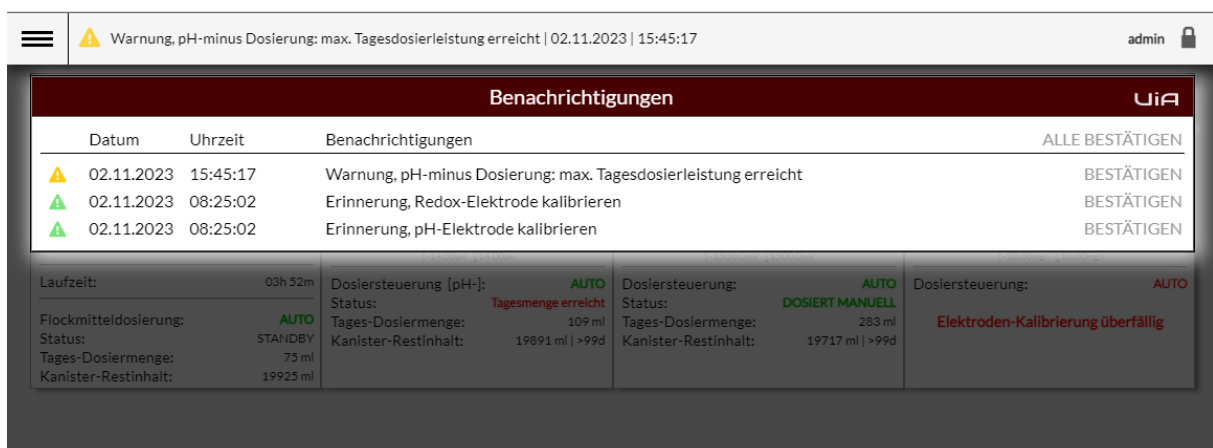 Warnung, pH-minus Dosierung: max. Tagesdosierleistung erreicht | 02.11.2023 | 15:45:17 admin
Benachrichtigungen UiA
Datum Uhrzeit Benachrichtigungen ALLE BESTÄTIGEN
02.11.2023 15:45:17 Warnung, pH-minus Dosierung: max. Tagesdosierleistung erreicht BESTÄTIGEN
02.11.2023 08:25:02 Erinnerung, Redox-Elektrode kalibrieren BESTÄTIGEN
02.11.2023 08:25:02 Erinnerung, pH-Elektrode kalibrieren BESTÄTIGEN
Laufzeit: 03h 52m
Flockmitteldosierung: AUTO
Status: STANDBY
Tages-Dosiermenge: 75 ml
Kanister-Restinhalt: 19925 ml
Dosiersteuerung [pH-]: AUTO
Status: Tagesmenge erreicht
Tages-Dosiermenge: 109 ml
Kanister-Restinhalt: 19891 ml | >99d
Dosiersteuerung: AUTO
Status: DOSIERT MANUELL
Tages-Dosiermenge: 283 ml
Kanister-Restinhalt: 19717 ml | >99d
Dosiersteuerung: AUTO
Elektroden-Kalibrierung überfällig